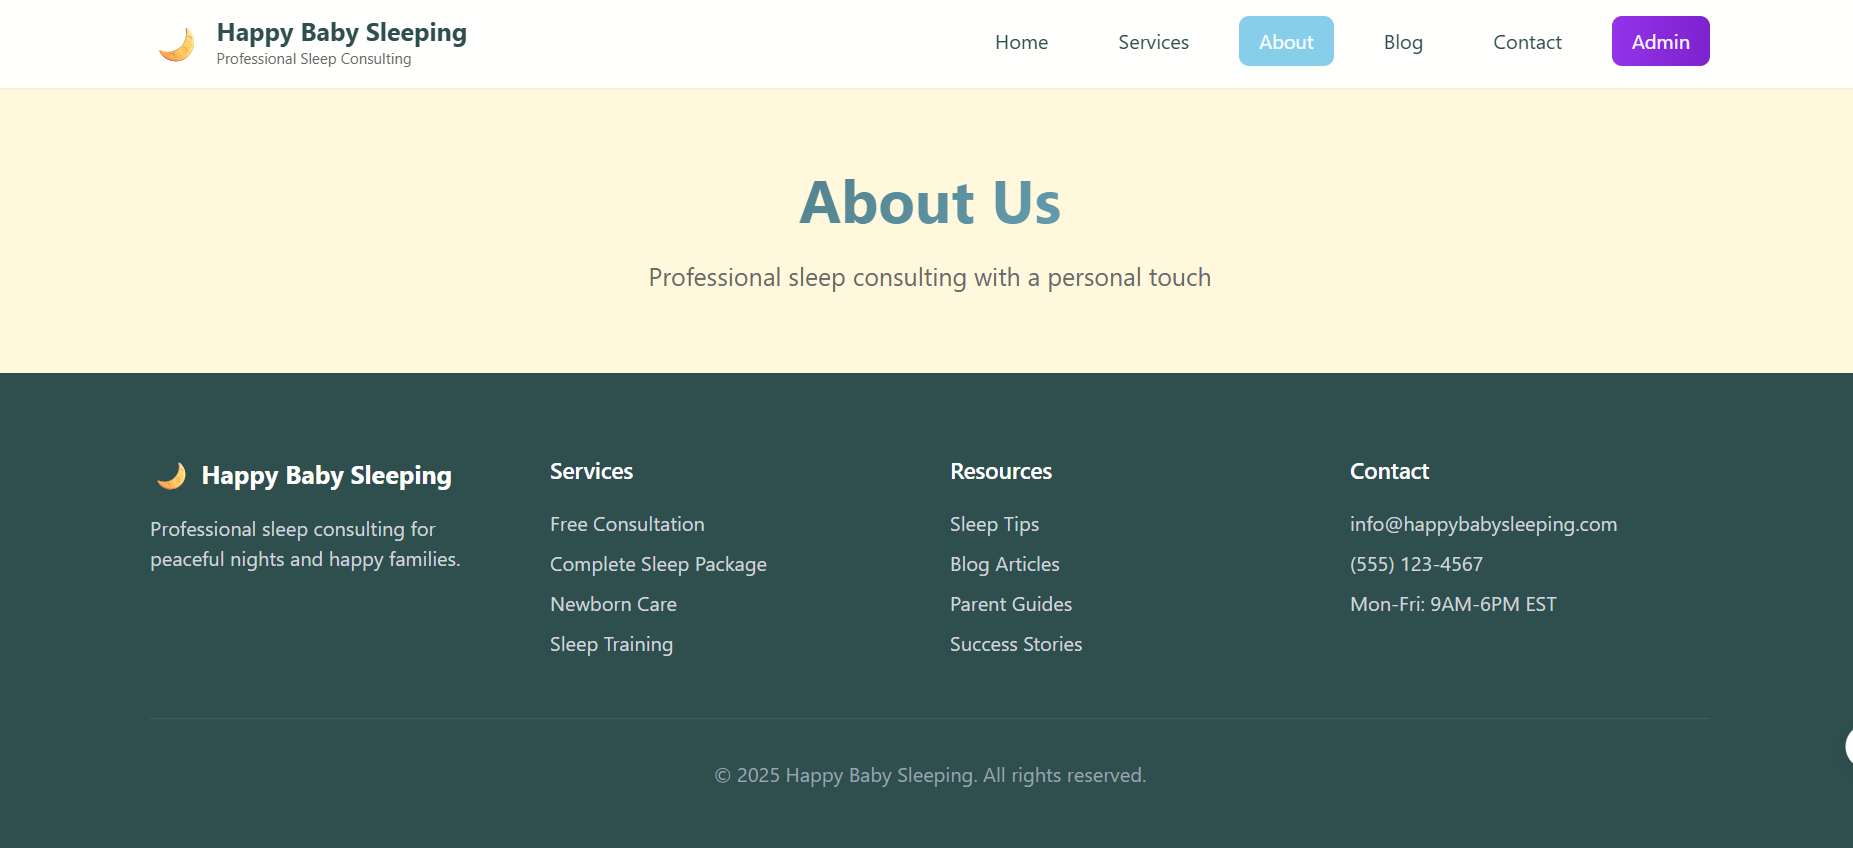 Happy Baby Sleeping
Professional Sleep Consulting
Home
Services
About
Blog
Contact
Admin
About Us
Professional sleep consulting with a personal touch
Happy Baby Sleeping
Professional sleep consulting for
peaceful nights and happy families.
Services
Free Consultation
Complete Sleep Package
Newborn Care
Sleep Training
Resources
Sleep Tips
Blog Articles
Parent Guides
Success Stories
Contact
info@happybabysleeping.com
(555) 123-4567
Mon-Fri: 9AM-6PM EST
© 2025 Happy Baby Sleeping. All rights reserved.